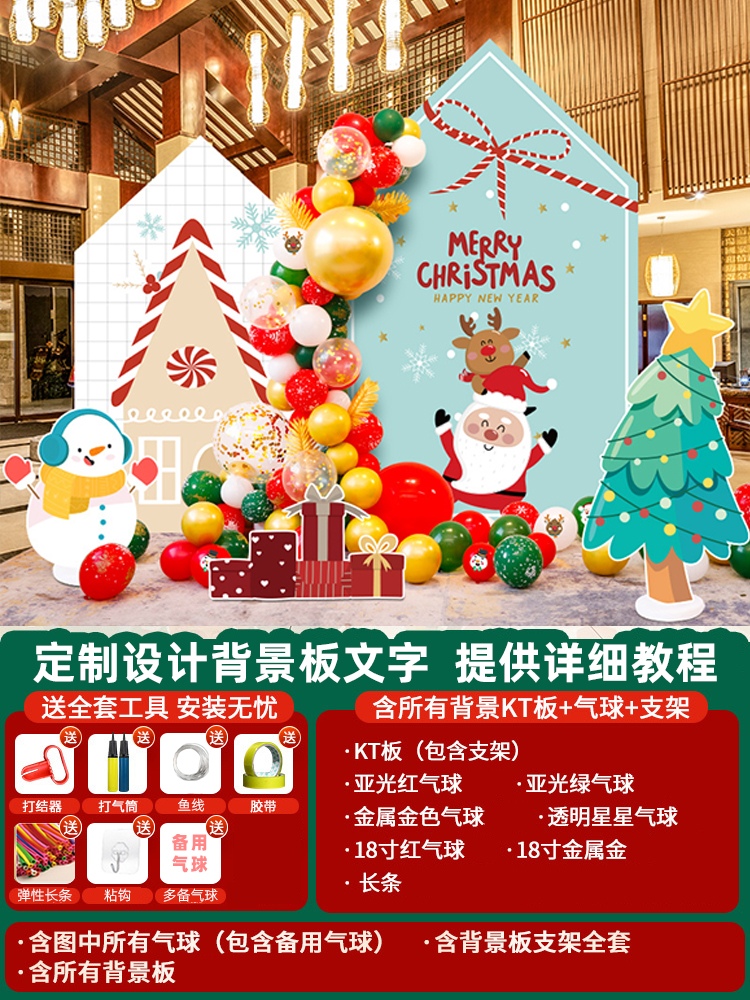 MERRY
CHRISTMAS
HAPPY NEW YEAR
定制设计背景板文字 提供详细教程
送全套工具 安装无忧
送
送
送
送
打结器
打气筒
鱼线
胶带
送
送
送
备用
气球
弹性长条
粘钩
多备气球
含所有背景KT板+气球+支架
·KT板（包含支架）
·亚光红气球 ·亚光绿气球
·金属金色气球 ·透明星星气球
·18寸红气球 ·18寸金属金
·长条
·含图中所有气球（包含备用气球） ·含背景板支架全套
·含所有背景板